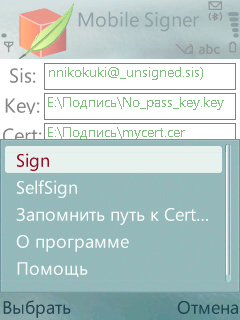 Mobile Signer
abc
Sis: nnikokuki@_unsigned.sis)
Key: E:\Подпись\No_pass_key.key
Cert: E:\Подпись\mycert.cer
Sign
SelfSign
Запомнить путь к Cert...
О программе
Помощь
Выбрать Отмена